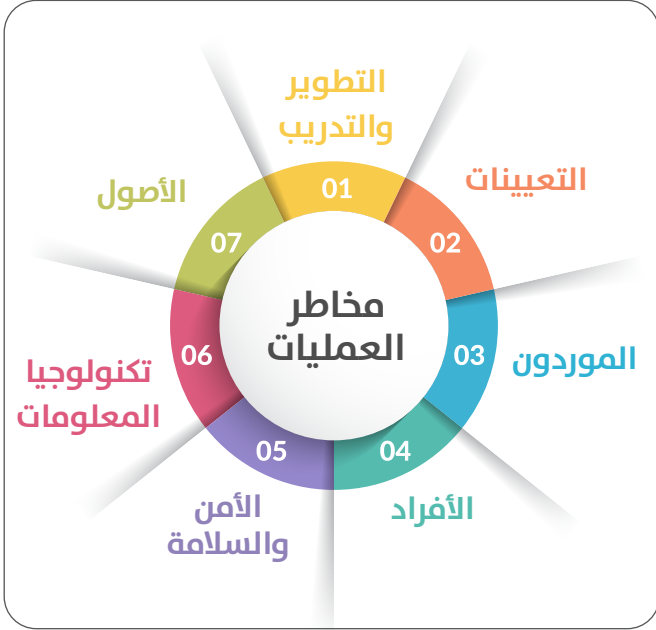 مخاطر
العمليات
01
التطوير
والتدريب
02
التعيينات
03
الموردون
04
الأفراد
05
الأمن
والسلامة
06
تكنولوجيا
المعلومات
07
الأصول